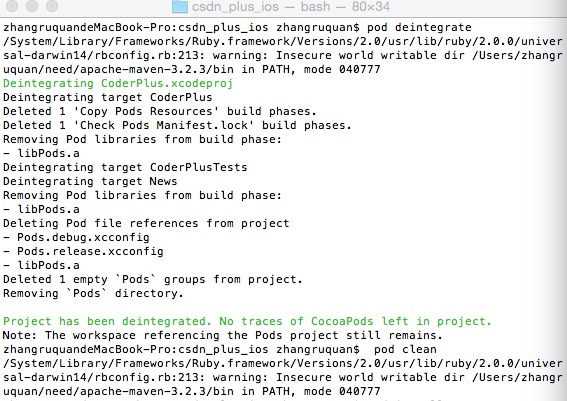 csdn_plus_ios — bash — 80×34
zhangruquandeMacBook-Pro:csdn_plus_ios zhangruquan$ pod deintegrate
/System/Library/Frameworks/Ruby.framework/Versions/2.0/usr/lib/ruby/2.0.0/univer
sal-darwin14/rbconfig.rb:213: warning: Insecure world writable dir /Users/zhangr
uquan/need/apache-maven-3.2.3/bin in PATH, mode 040777
Deintegrating CoderPlus.xcodeproj
Deintegrating target CoderPlus
Deleted 1 'Copy Pods Resources' build phases.
Deleted 1 'Check Pods Manifest.lock' build phases.
Removing Pod libraries from build phase:
- libPods.a
Deintegrating target CoderPlusTests
Deintegrating target News
Removing Pod libraries from build phase:
- libPods.a
Deleting Pod file references from project
- Pods.debug.xcconfig
- Pods.release.xcconfig
- libPods.a
Deleted 1 empty `Pods` groups from project.
Removing `Pods` directory.
Project has been deintegrated. No traces of CocoaPods left in project.
Note: The workspace referencing the Pods project still remains.
zhangruquandeMacBook-Pro:csdn_plus_ios zhangruquan$  pod clean
/System/Library/Frameworks/Ruby.framework/Versions/2.0/usr/lib/ruby/2.0.0/univer
sal-darwin14/rbconfig.rb:213: warning: Insecure world writable dir /Users/zhangr
uquan/need/apache-maven-3.2.3/bin in PATH, mode 040777